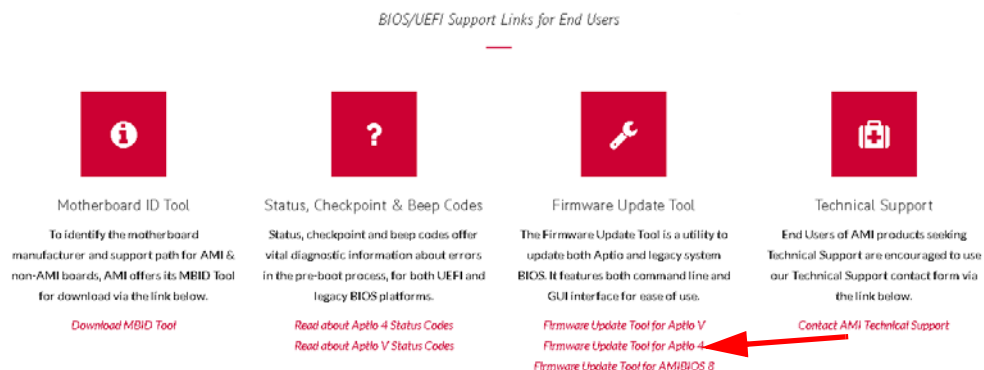 BIOS/UEFI Support Links for End Users
Motherboard ID Tool
To identify the motherboard
manufacturer and support path for AMI &
non-AMI boards, AMI offers its MBID Tool
for download via the link below.
Download MBID Tool
Status, Checkpoint & Beep Codes
Status, checkpoint and beep codes offer
vital diagnostic information about errors
in the pre-boot process, for both UEFI and
legacy BIOS platforms.
Read about Aptio 4 Status Codes
Read about Aptio V Status Codes
Firmware Update Tool
The Firmware Update Tool is a utility to
update both Aptio and legacy system
BIOS. It features both command line and
GUI interface for ease of use.
Firmware Update Tool for Aptio V
Firmware Update Tool for Aptio 4
Firmware Update Tool for AMIBIOS 8
Technical Support
End Users of AMI products seeking
Technical Support are encouraged to use
our Technical Support contact form via
the link below.
Contact AMI Technical Support